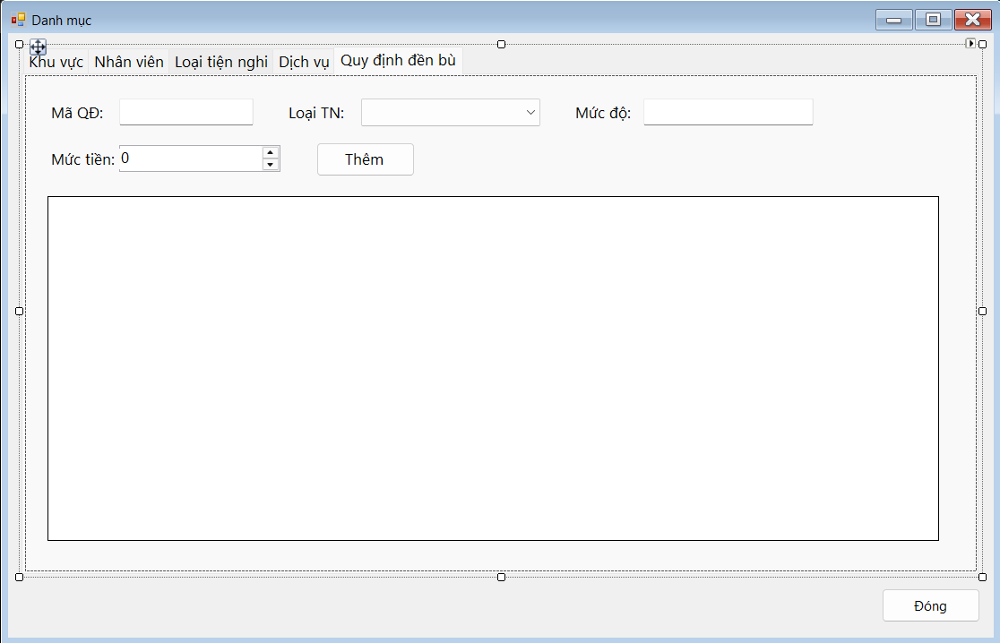 Danh mục
Khu vực Nhân viên Loại tiện nghi Dịch vụ Quy định đền bù
Mã QĐ: Loại TN: Mức độ:
Mức tiền: 0 Thêm
Đóng